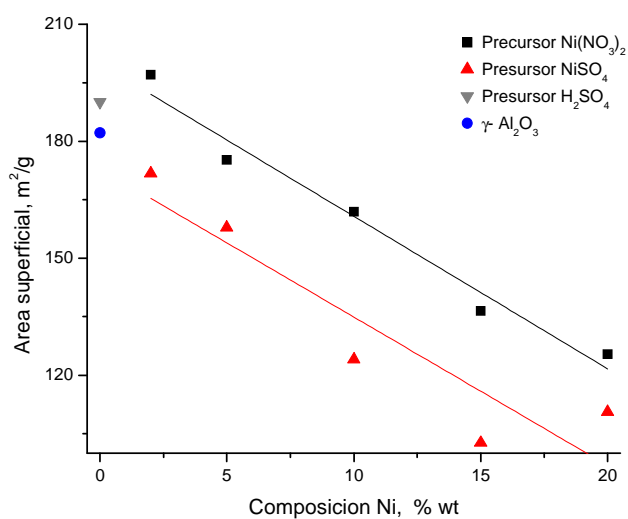 210
180
150
120
0
5
10
15
20
Area superficial, m²/g
Composicion Ni, % wt
Precursor Ni(NO₃)₂
Presursor NiSO₄
Presursor H₂SO₄
γ- Al₂O₃